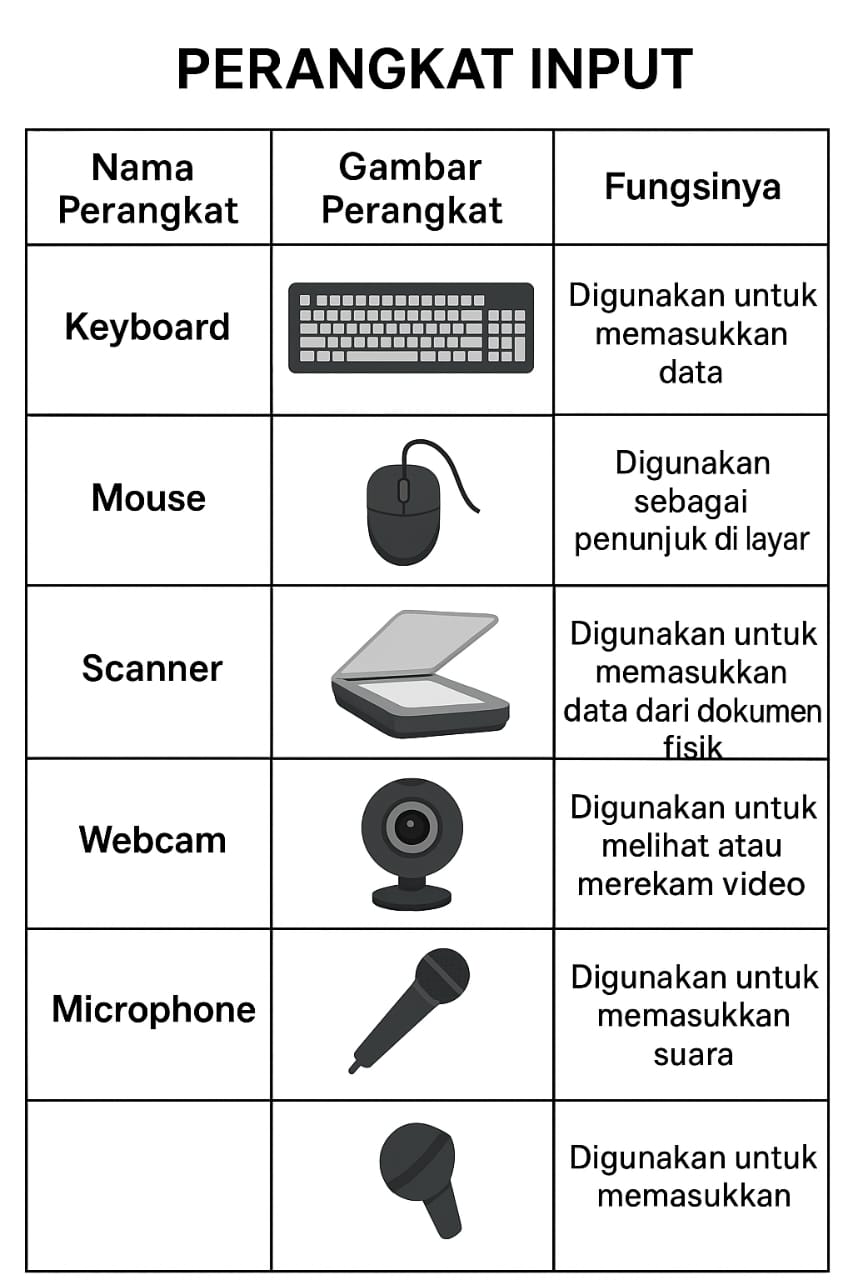 PERANGKAT INPUT
Nama
Perangkat
Gambar
Perangkat
Fungsinya
Keyboard
Digunakan untuk
memasukkan
data
Mouse
Digunakan
sebagai
penunjuk di layar
Scanner
Digunakan untuk
memasukkan
data dari dokumen
fisik
Webcam
Digunakan untuk
melihat atau
merekam video
Microphone
Digunakan untuk
memasukkan
suara
Digunakan untuk
memasukkan